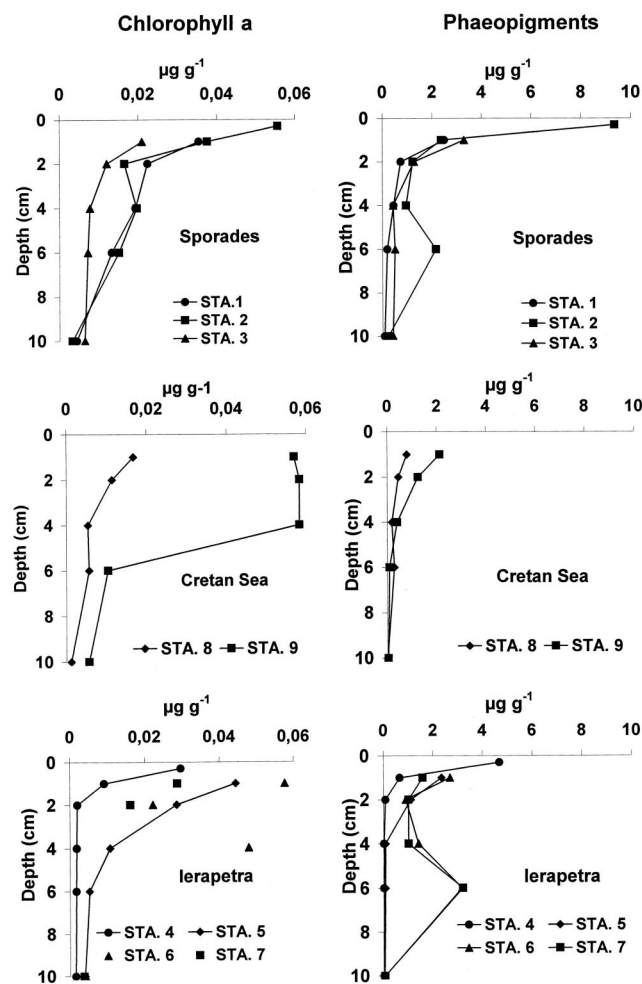 Chlorophyll a
Phaeopigments
µg g-1
µg g-1
0 0,02 0,04 0,06
0 2 4 6 8 10
0
2
4
6
8
10
Depth (cm)
Sporades
STA.1
STA. 2
STA. 3
0
2
4
6
8
10
Depth (cm)
Sporades
STA. 1
STA. 2
STA. 3
µg g-1
µg g-1
0 0,02 0,04 0,06
0 2 4 6 8 10
0
2
4
6
8
10
Depth (cm)
Cretan Sea
STA. 8 STA. 9
0
2
4
6
8
10
Depth (cm)
Cretan Sea
STA. 8 STA. 9
µg g-1
µg g-1
0 0,02 0,04 0,06
0 2 4 6 8 10
0
2
4
6
8
10
Depth (cm)
Ierapetra
STA. 4 STA. 5
STA. 6 STA. 7
0
2
4
6
8
10
Depth (cm)
Ierapetra
STA. 4 STA. 5
STA. 6 STA. 7